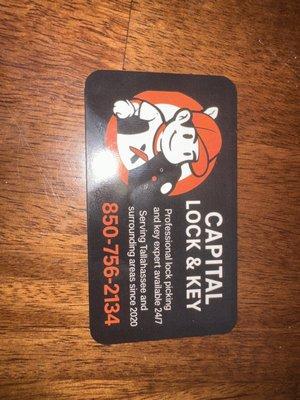 CAPITAL
LOCK & KEY
Professional lock picking
and key expert available 24/7
Serving Tallahassee and
surrounding areas since 2020
850-756-2134